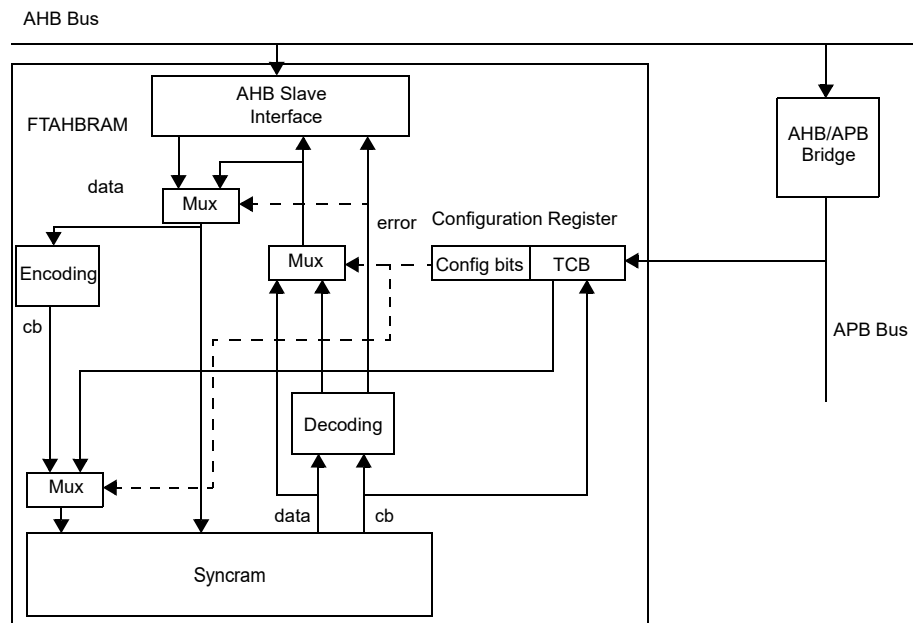 AHB Bus
AHB Slave
Interface
FTAHBRAM
AHB/APB
Bridge
data
Mux
error
Configuration Register
Encoding
Mux
Config bits
TCB
cb
APB Bus
Decoding
Mux
data
cb
Syncram